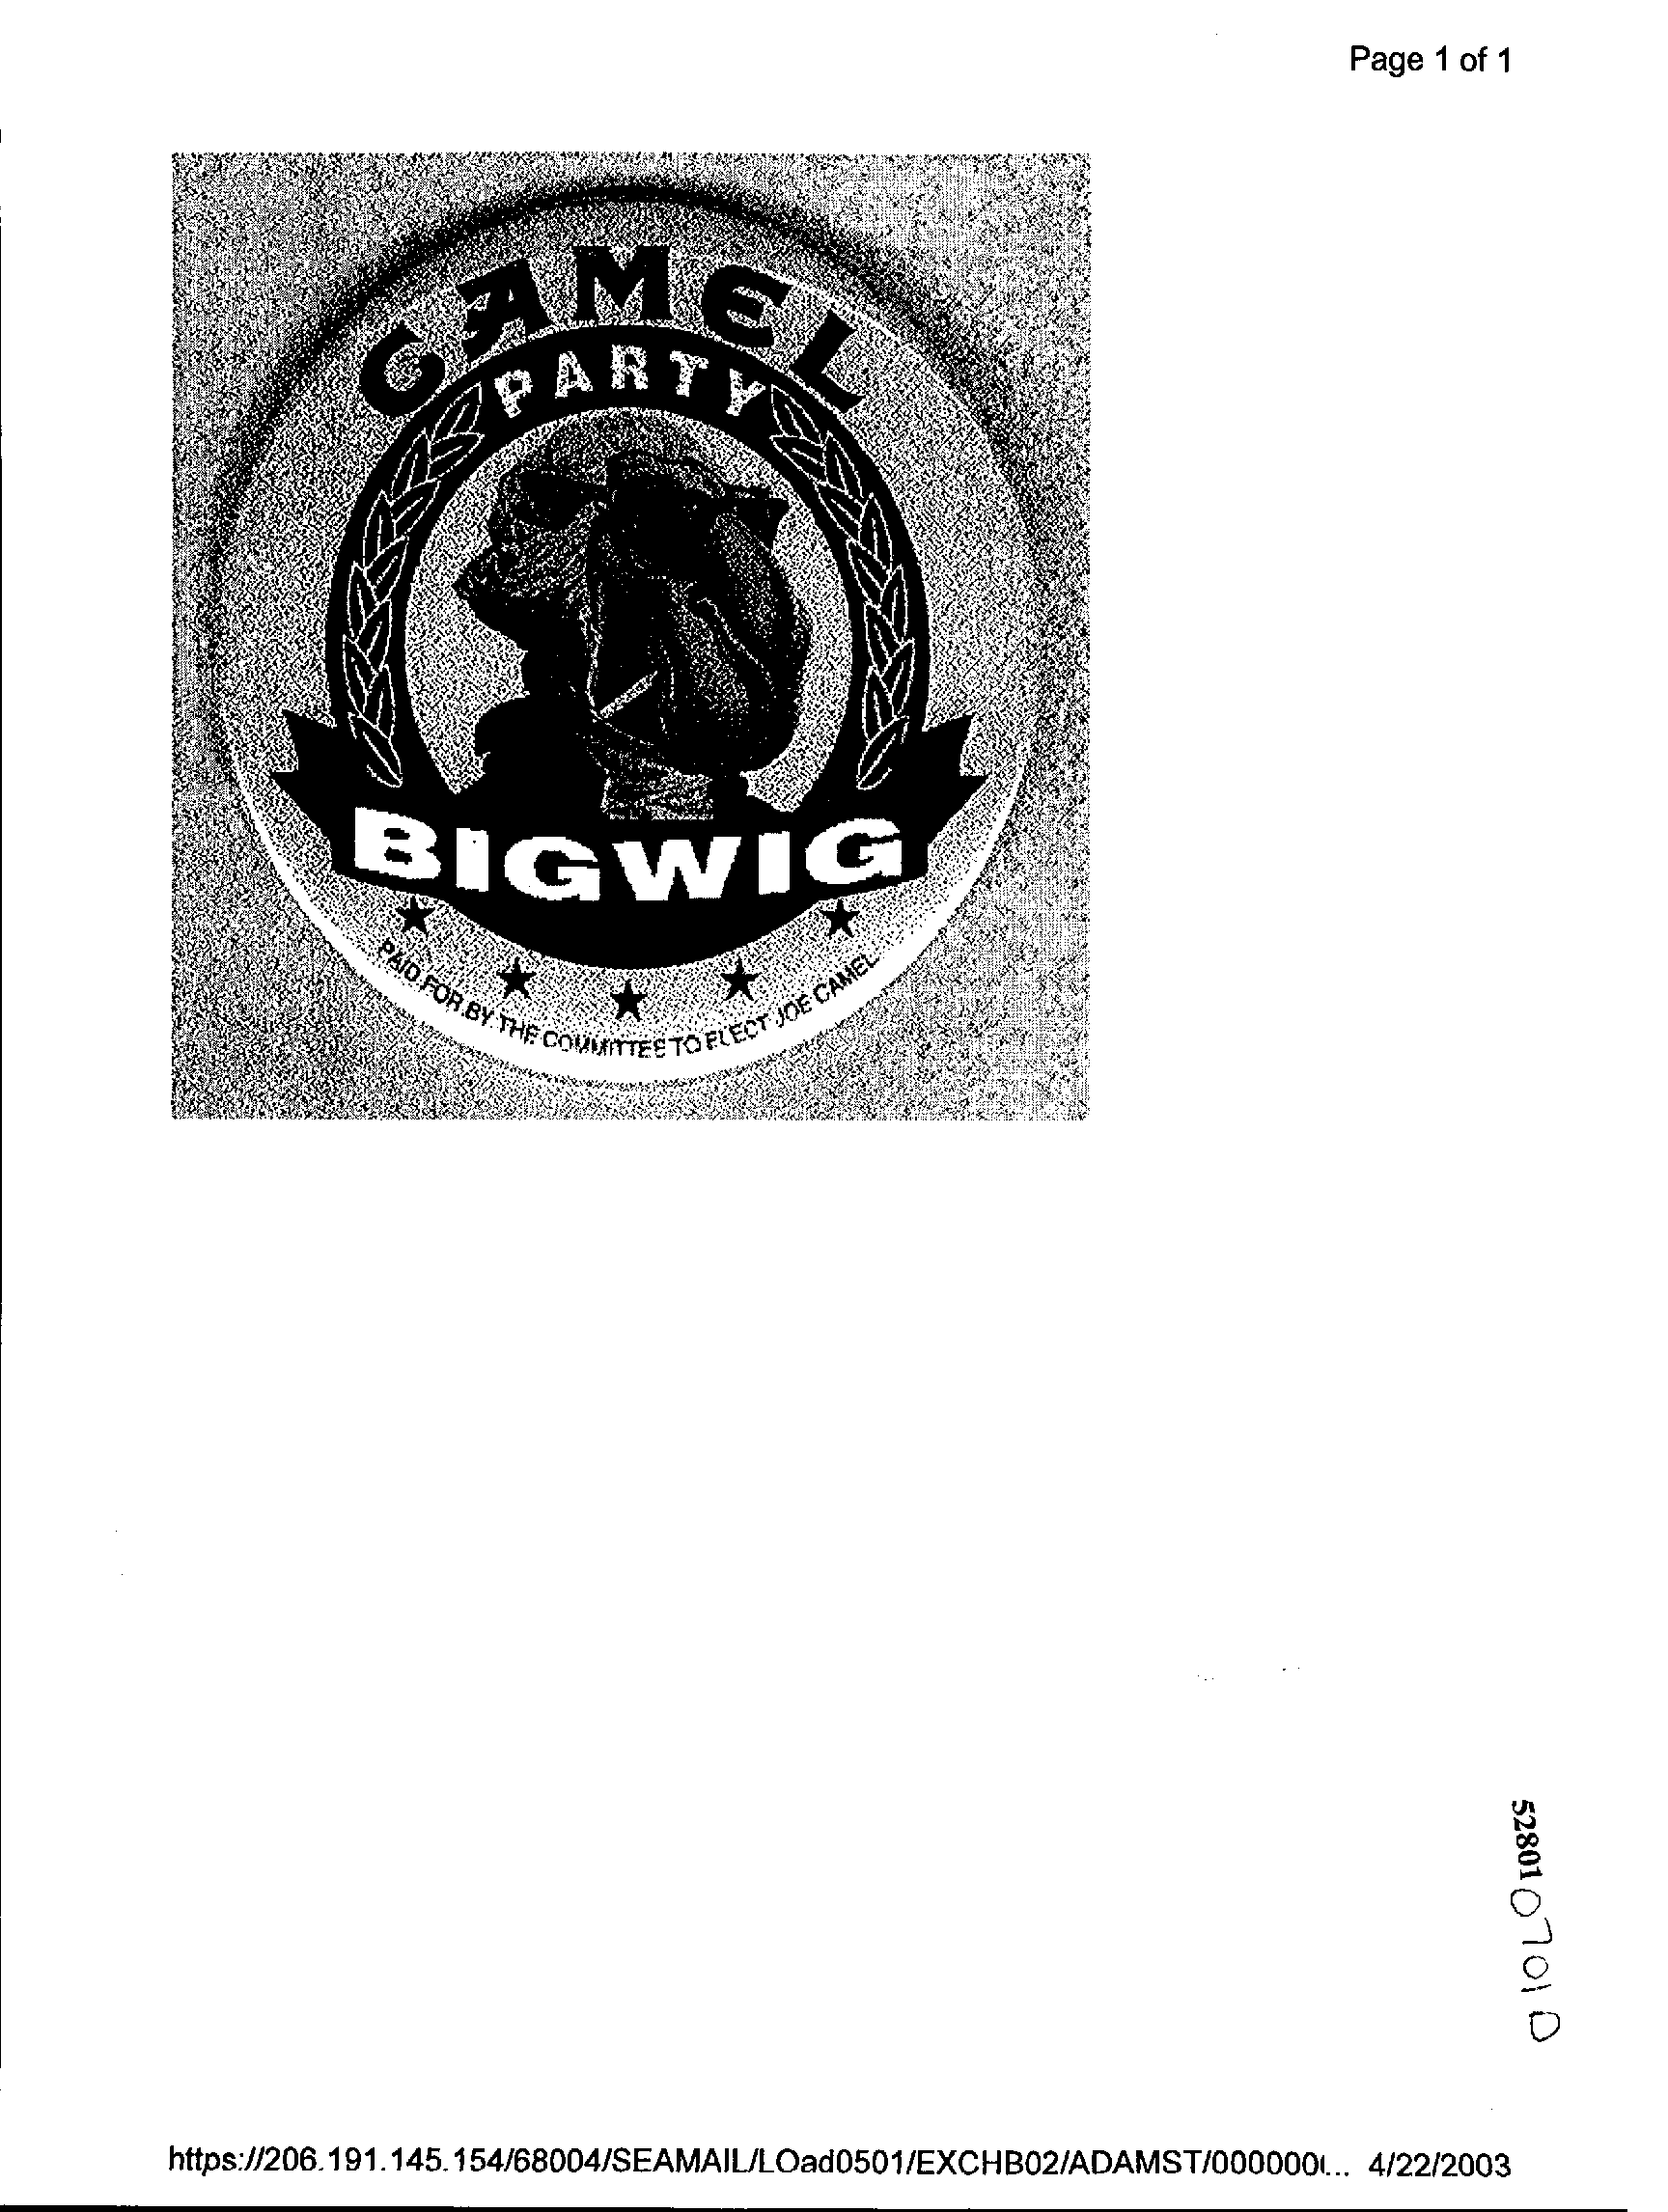 Page 1 of 1
CAMEL
PARTY
BIGWIG
PAID FOR BY THE COMMITTEE TO ELECT JOE CAMEL
52801 0701 D
https://206.191.145.154/68004/SEAMAIL/LOad0501/EXCHB02/ADAMST/000000... 4/22/2003